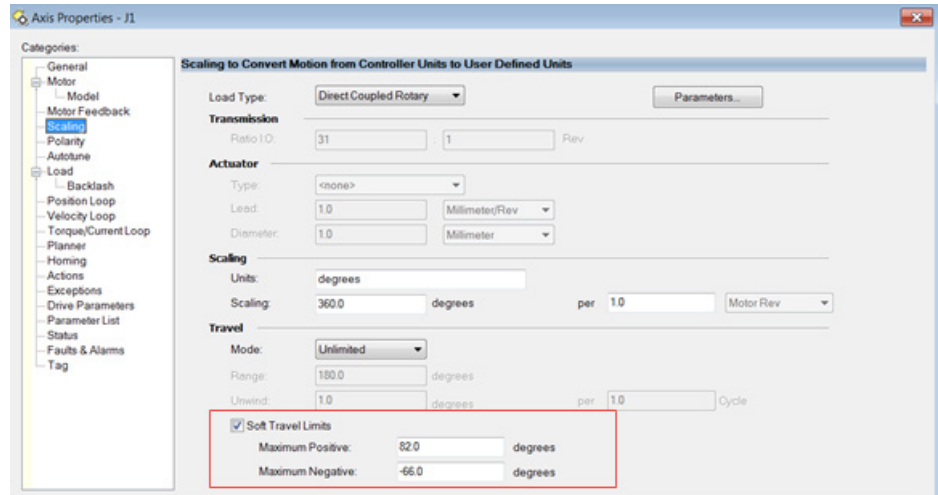 Axis Properties - J1
Categories:
General
Motor
Model
Motor Feedback
Scaling
Polarity
Autotune
Load
Backlash
Position Loop
Velocity Loop
Torque/Current Loop
Planner
Homing
Actions
Exceptions
Drive Parameters
Parameter List
Status
Faults & Alarms
Tag
Scaling to Convert Motion from Controller Units to User Defined Units
Load Type: Direct Coupled Rotary Parameters...
Transmission
Ratio I:O: 31 : 1 Rev
Actuator
Type: <none>
Lead: 1.0 Millimeter/Rev
Diameter: 1.0 Millimeter
Scaling
Units: degrees
Scaling: 360.0 degrees per 1.0 Motor Rev
Travel
Mode: Unlimited
Range: 180.0 degrees
Unwind: 1.0 degrees per 1.0 Cycle
Soft Travel Limits
Maximum Positive: 82.0 degrees
Maximum Negative: -66.0 degrees